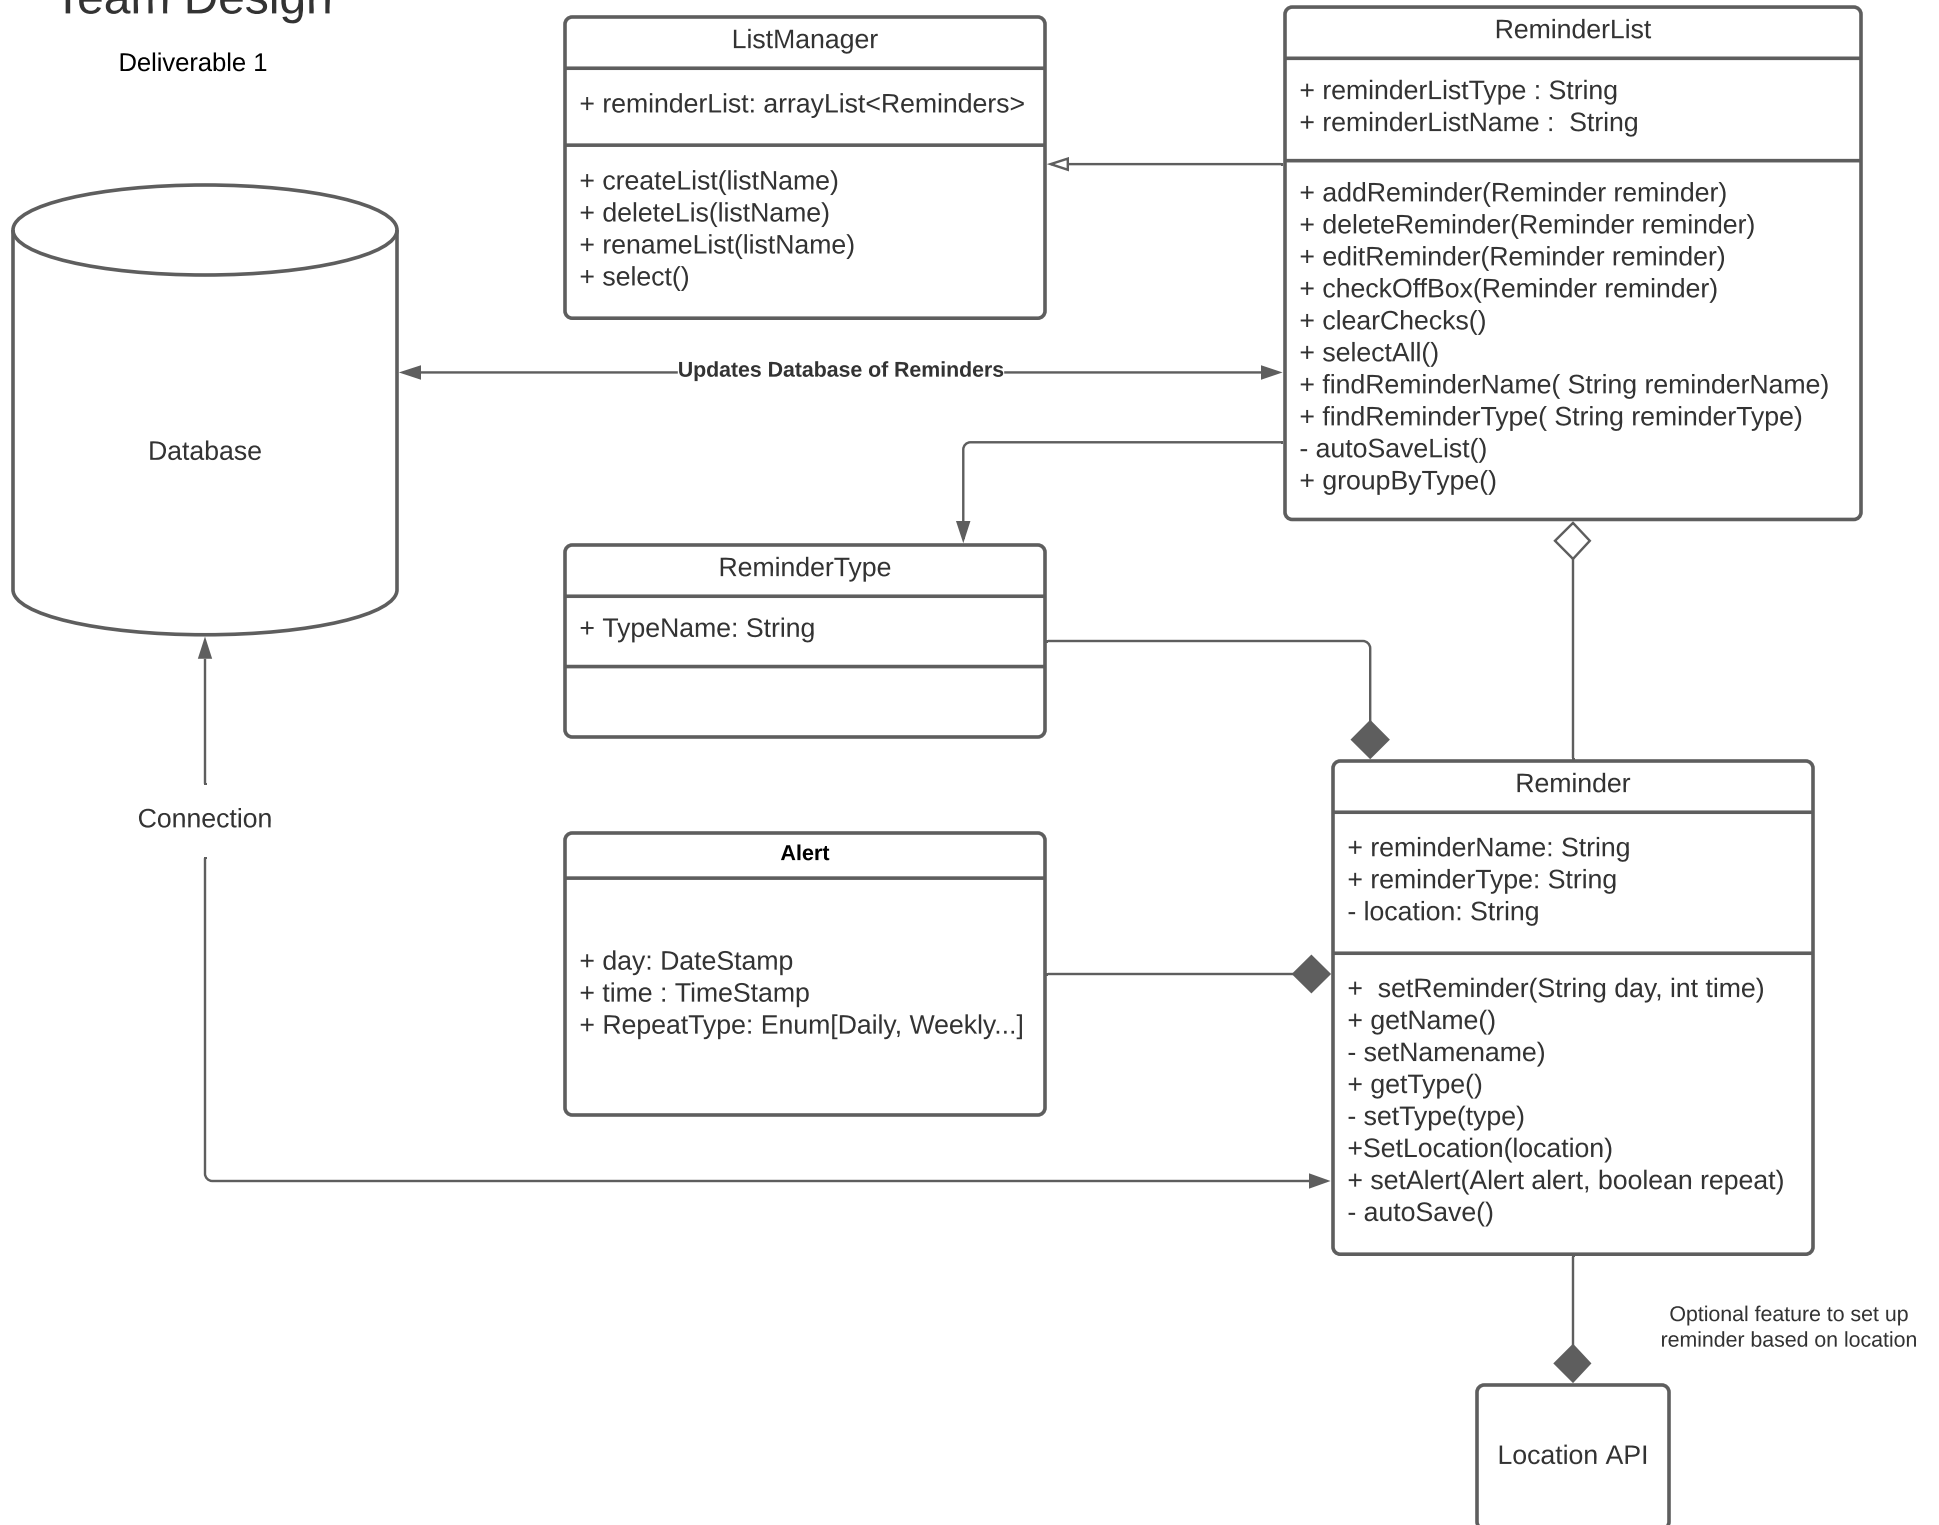 Team Design
Deliverable 1
ListManager
+ reminderList: arrayList<Reminders>
+ createList(listName)
+ deleteLis(listName)
+ renameList(listName)
+ select()
ReminderList
+ reminderListType : String
+ reminderListName :  String
+ addReminder(Reminder reminder)
+ deleteReminder(Reminder reminder)
+ editReminder(Reminder reminder)
+ checkOffBox(Reminder reminder)
+ clearChecks()
+ selectAll()
+ findReminderName( String reminderName)
+ findReminderType( String reminderType)
- autoSaveList()
+ groupByType()
Updates Database of Reminders
Database
ReminderType
+ TypeName: String
Connection
Alert
+ day: DateStamp
+ time : TimeStamp
+ RepeatType: Enum[Daily, Weekly...]
Reminder
+ reminderName: String
+ reminderType: String
- location: String
+  setReminder(String day, int time)
+ getName()
- setNamename)
+ getType()
- setType(type)
+SetLocation(location)
+ setAlert(Alert alert, boolean repeat)
- autoSave()
Optional feature to set up
reminder based on location
Location API